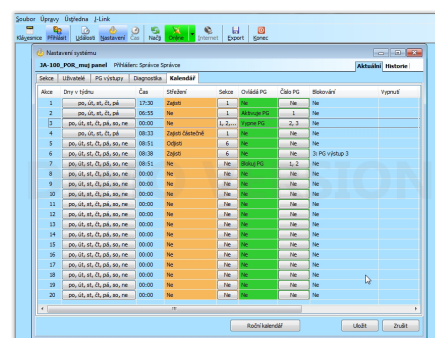 Soubor Úpravy Ústředna J-Link
Klávesnice Přihlásit Události Nastavení Čas Načti Online Internet Export Konec
Nastavení systému
JA-100_POR_muj panel Přihlášen: Správce Správce Aktuální Historie
Sekce Uživatelé PG výstupy Diagnostika Kalendář
Akce Dny v týdnu Čas Střežení Sekce Ovládá PG Číslo PG Blokování Vypnutí
1 po, út, st, čt, pá 17:30 Zajisti 1 Ne Ne Ne
2 po, út, st, čt, pá 06:55 Ne Ne Aktivuje PG 1 Ne
3 po, út, st, čt, pá, so, ne 00:00 Ne 1, 2,... Vypne PG 2, 3 Ne
4 po, út, st, čt, pá, so, ne 08:33 Zajisti částečně 1 Ne Ne Ne
5 po, út, st, čt, pá, so, ne 08:51 Odjisti 6 Ne Ne Ne
6 po, út, st, čt, pá, so, ne 08:38 Zajisti 6 Ne Ne 3: PG výstup 3
7 po, út, st, čt, pá, so, ne 08:51 Ne Ne Blokuj PG 1, 2 Ne
8 po, út, st, čt, pá, so, ne 00:00 Ne Ne Ne Ne Ne
9 po, út, st, čt, pá, so, ne 00:00 Ne Ne Ne Ne Ne
10 po, út, st, čt, pá, so, ne 00:00 Ne Ne Ne Ne Ne
11 po, út, st, čt, pá, so, ne 00:00 Ne Ne Ne Ne Ne
12 po, út, st, čt, pá, so, ne 00:00 Ne Ne Ne Ne Ne
13 po, út, st, čt, pá, so, ne 00:00 Ne Ne Ne Ne Ne
14 po, út, st, čt, pá, so, ne 00:00 Ne Ne Ne Ne Ne
15 po, út, st, čt, pá, so, ne 00:00 Ne Ne Ne Ne Ne
16 po, út, st, čt, pá, so, ne 00:00 Ne Ne Ne Ne Ne
17 po, út, st, čt, pá, so, ne 00:00 Ne Ne Ne Ne Ne
18 po, út, st, čt, pá, so, ne 00:00 Ne Ne Ne Ne Ne
19 po, út, st, čt, pá, so, ne 00:00 Ne Ne Ne Ne Ne
20 po, út, st, čt, pá, so, ne 00:00 Ne Ne Ne Ne Ne
Roční kalendář Uložit Zrušit